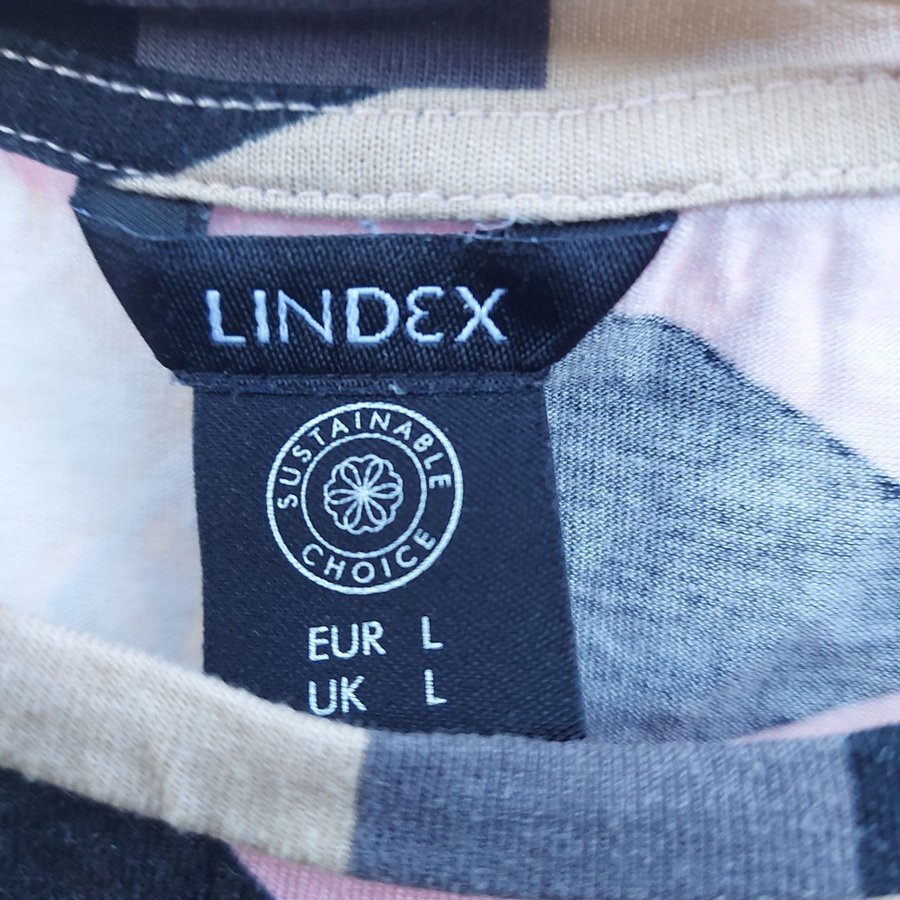 LINDEX
SUSTAINABLE
CHOICE
EUR L
UK L